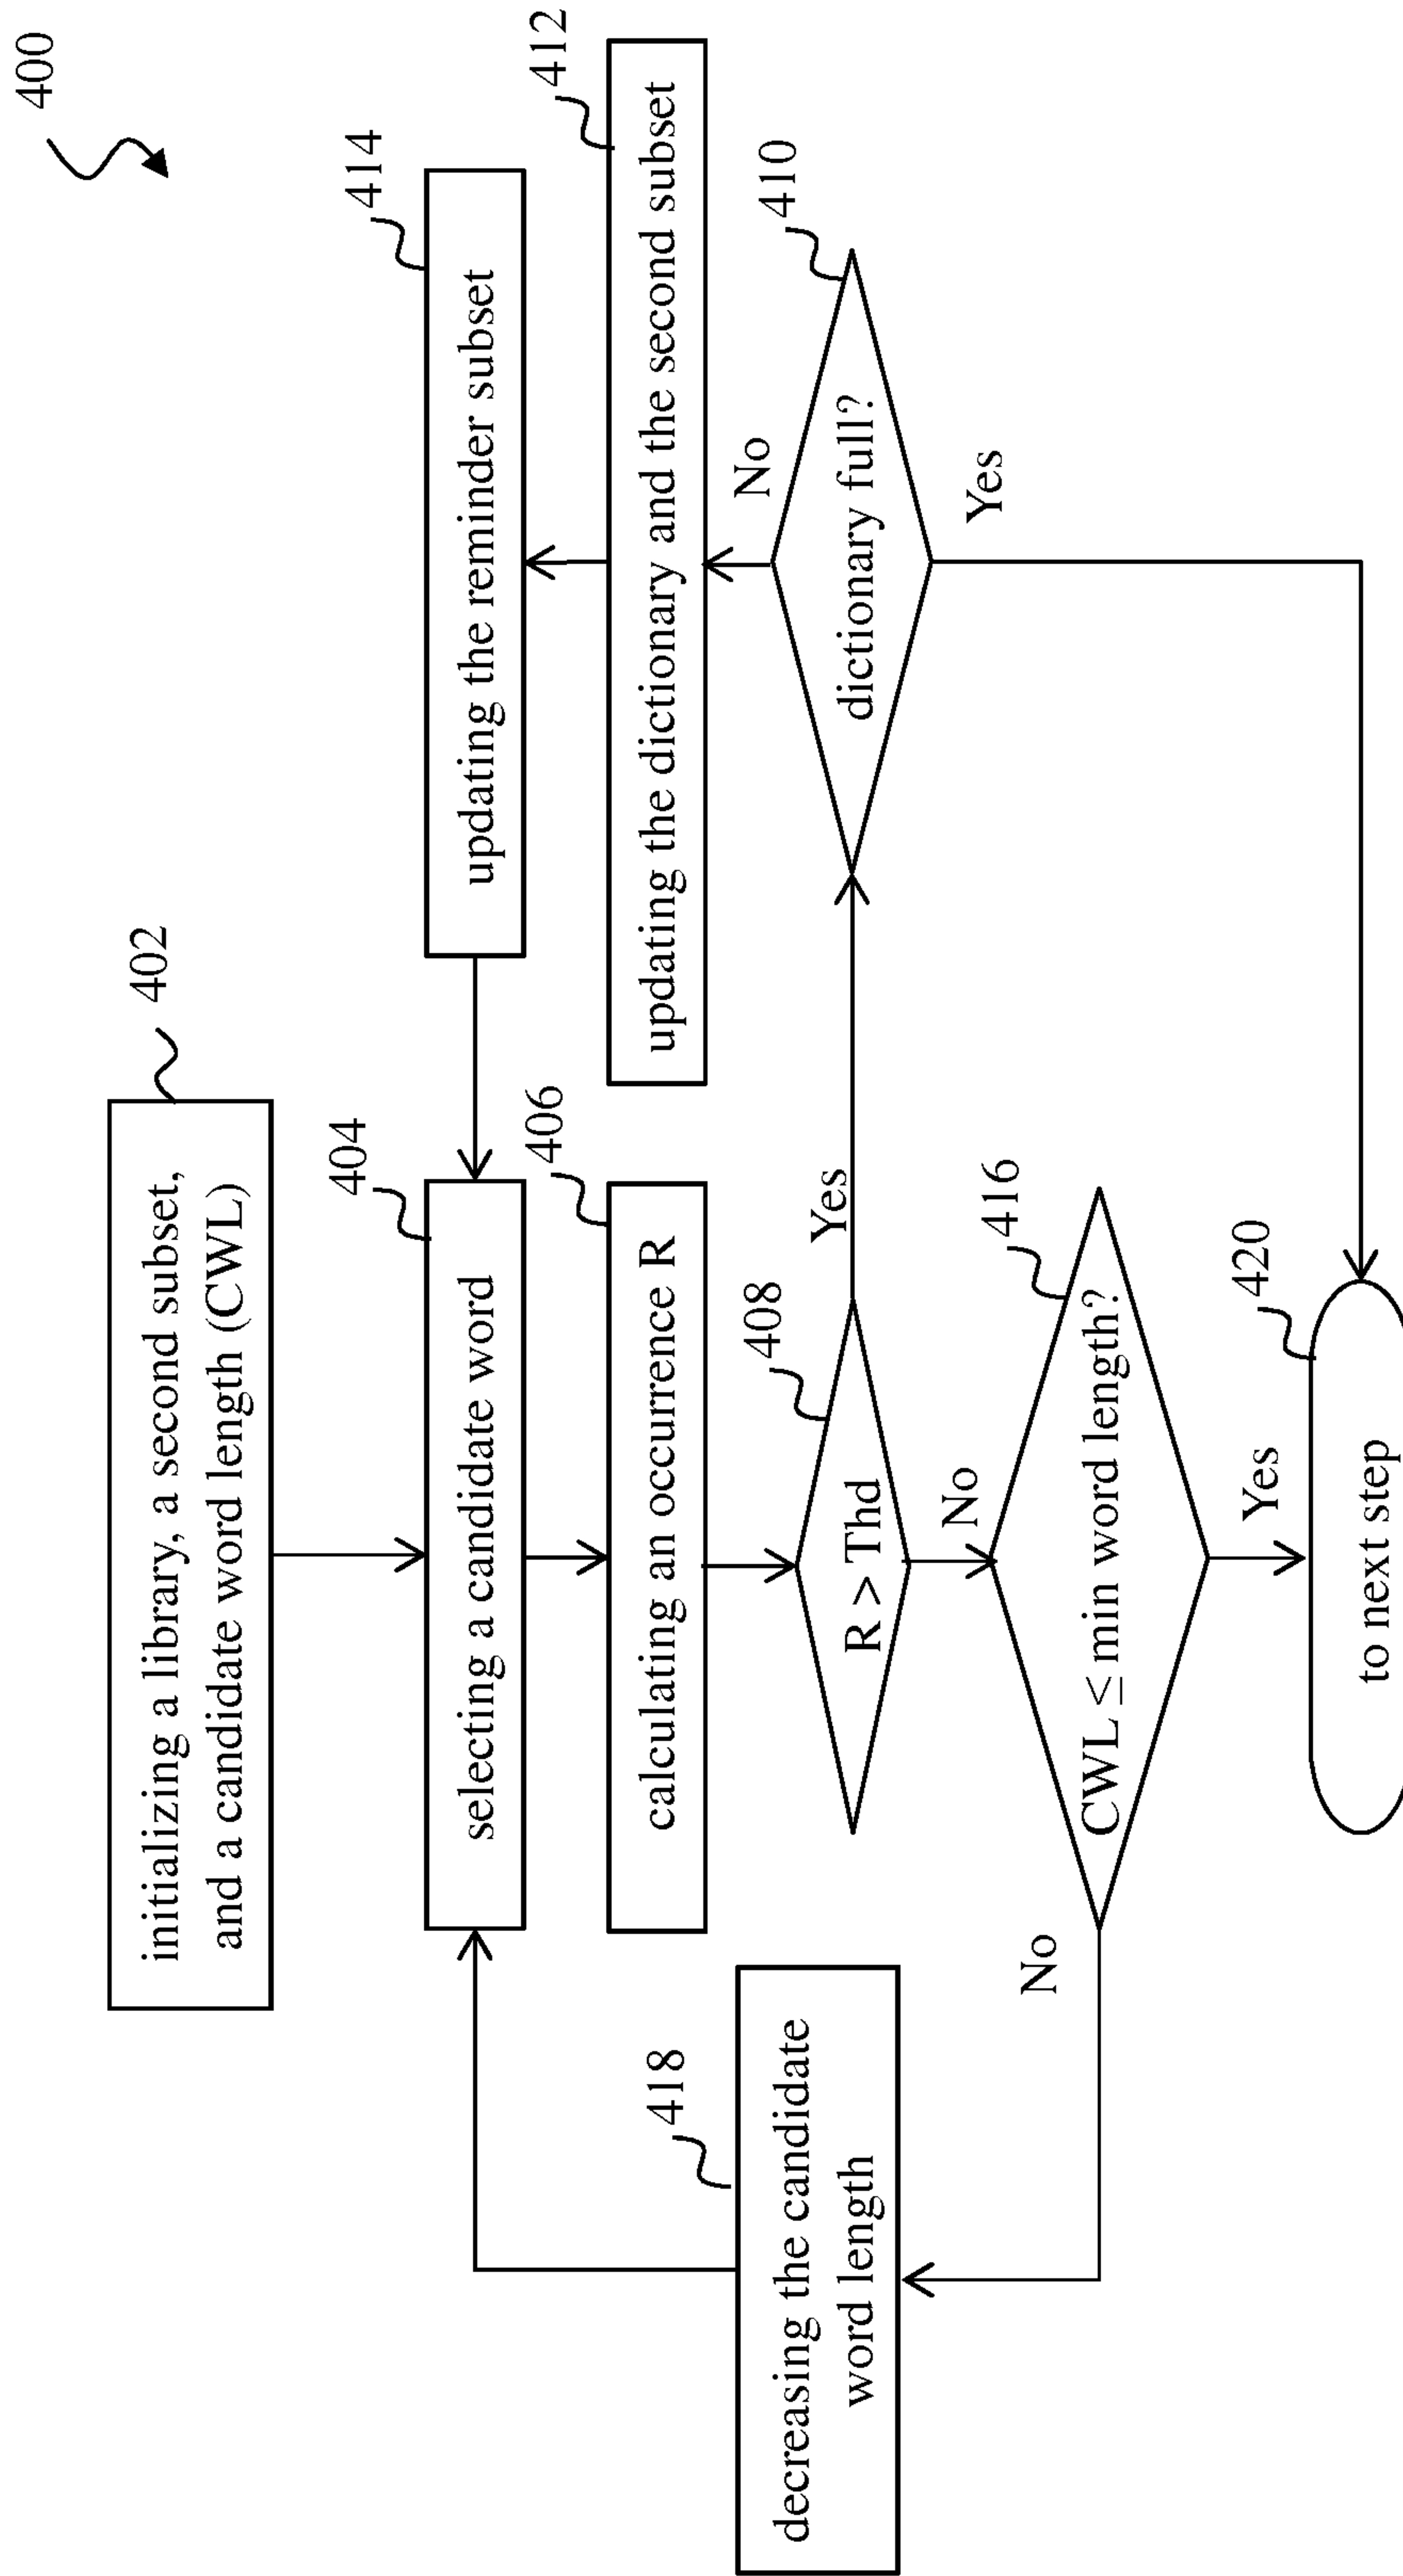 400
402
initializing a library, a second subset,
and a candidate word length (CWL)
404
selecting a candidate word
414
updating the reminder subset
406
calculating an occurrence R
412
updating the dictionary and the second subset
418
decreasing the candidate
word length
408
R > Thd
Yes
No
410
dictionary full?
No
Yes
416
CWL ≤ min word length?
No
Yes
420
to next step